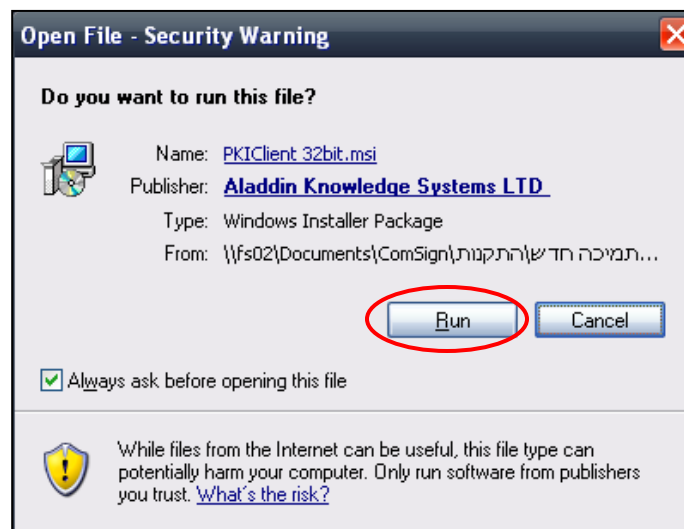 Open File - Security Warning
Do you want to run this file?
Name: PKIClient 32bit.msi
Publisher: Aladdin Knowledge Systems LTD
Type: Windows Installer Package
From: \\fs02\Documents\ComSign\תמיכה חדש\התקנות...
Run Cancel
Always ask before opening this file
While files from the Internet can be useful, this file type can
potentially harm your computer. Only run software from publishers
you trust. What's the risk?